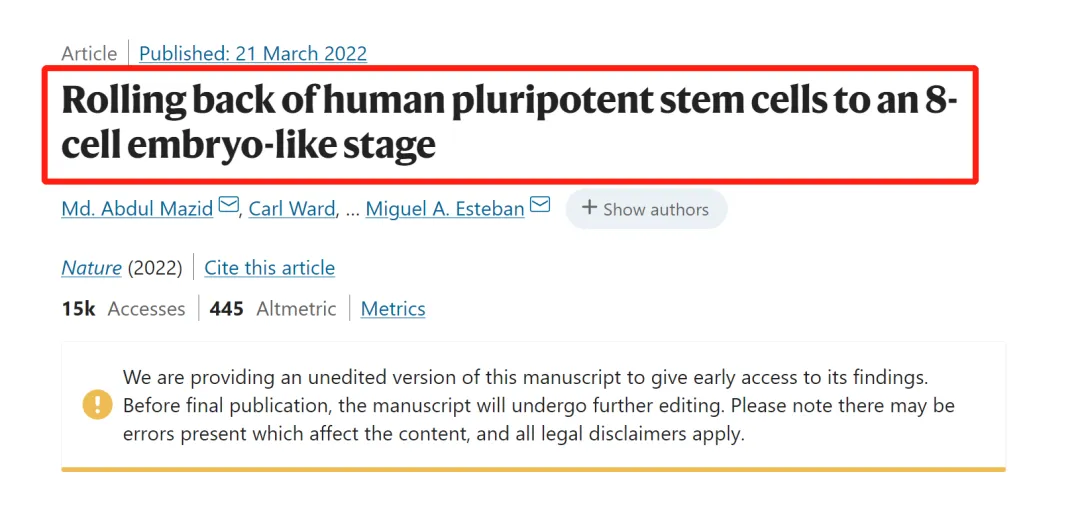 Article | Published: 21 March 2022
Rolling back of human pluripotent stem cells to an 8-
cell embryo-like stage
Md. Abdul Mazid, Carl Ward, ... Miguel A. Esteban + Show authors
Nature (2022) | Cite this article
15k Accesses | 445 Altmetric | Metrics
We are providing an unedited version of this manuscript to give early access to its findings.
Before final publication, the manuscript will undergo further editing. Please note there may be
errors present which affect the content, and all legal disclaimers apply.